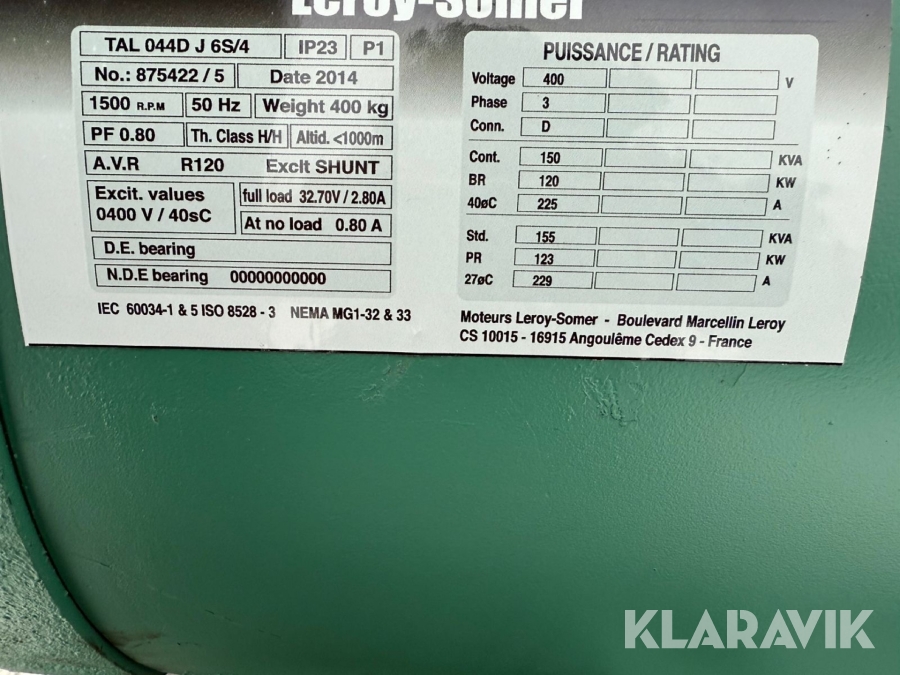 Leroy-Somer
TAL 044D J 6S/4 IP23 P1
No.: 875422 / 5 Date 2014
1500 R.P.M 50 Hz Weight 400 kg
PF 0.80 Th. Class H/H Altid. <1000m
A.V.R R120 Exclt SHUNT
Excit. values
0400 V / 40sC
full load 32.70V / 2.80A
At no load 0.80 A
D.E. bearing
N.D.E bearing 00000000000
IEC 60034-1 & 5 ISO 8528 - 3 NEMA MG1-32 & 33
PUISSANCE / RATING
Voltage 400 V
Phase 3
Conn. D
Cont. 150 KVA
BR 120 KW
40øC 225 A
Std. 155 KVA
PR 123 KW
27øC 229 A
Moteurs Leroy-Somer - Boulevard Marcellin Leroy
CS 10015 - 16915 Angoulême Cedex 9 - France
KLARAVIK